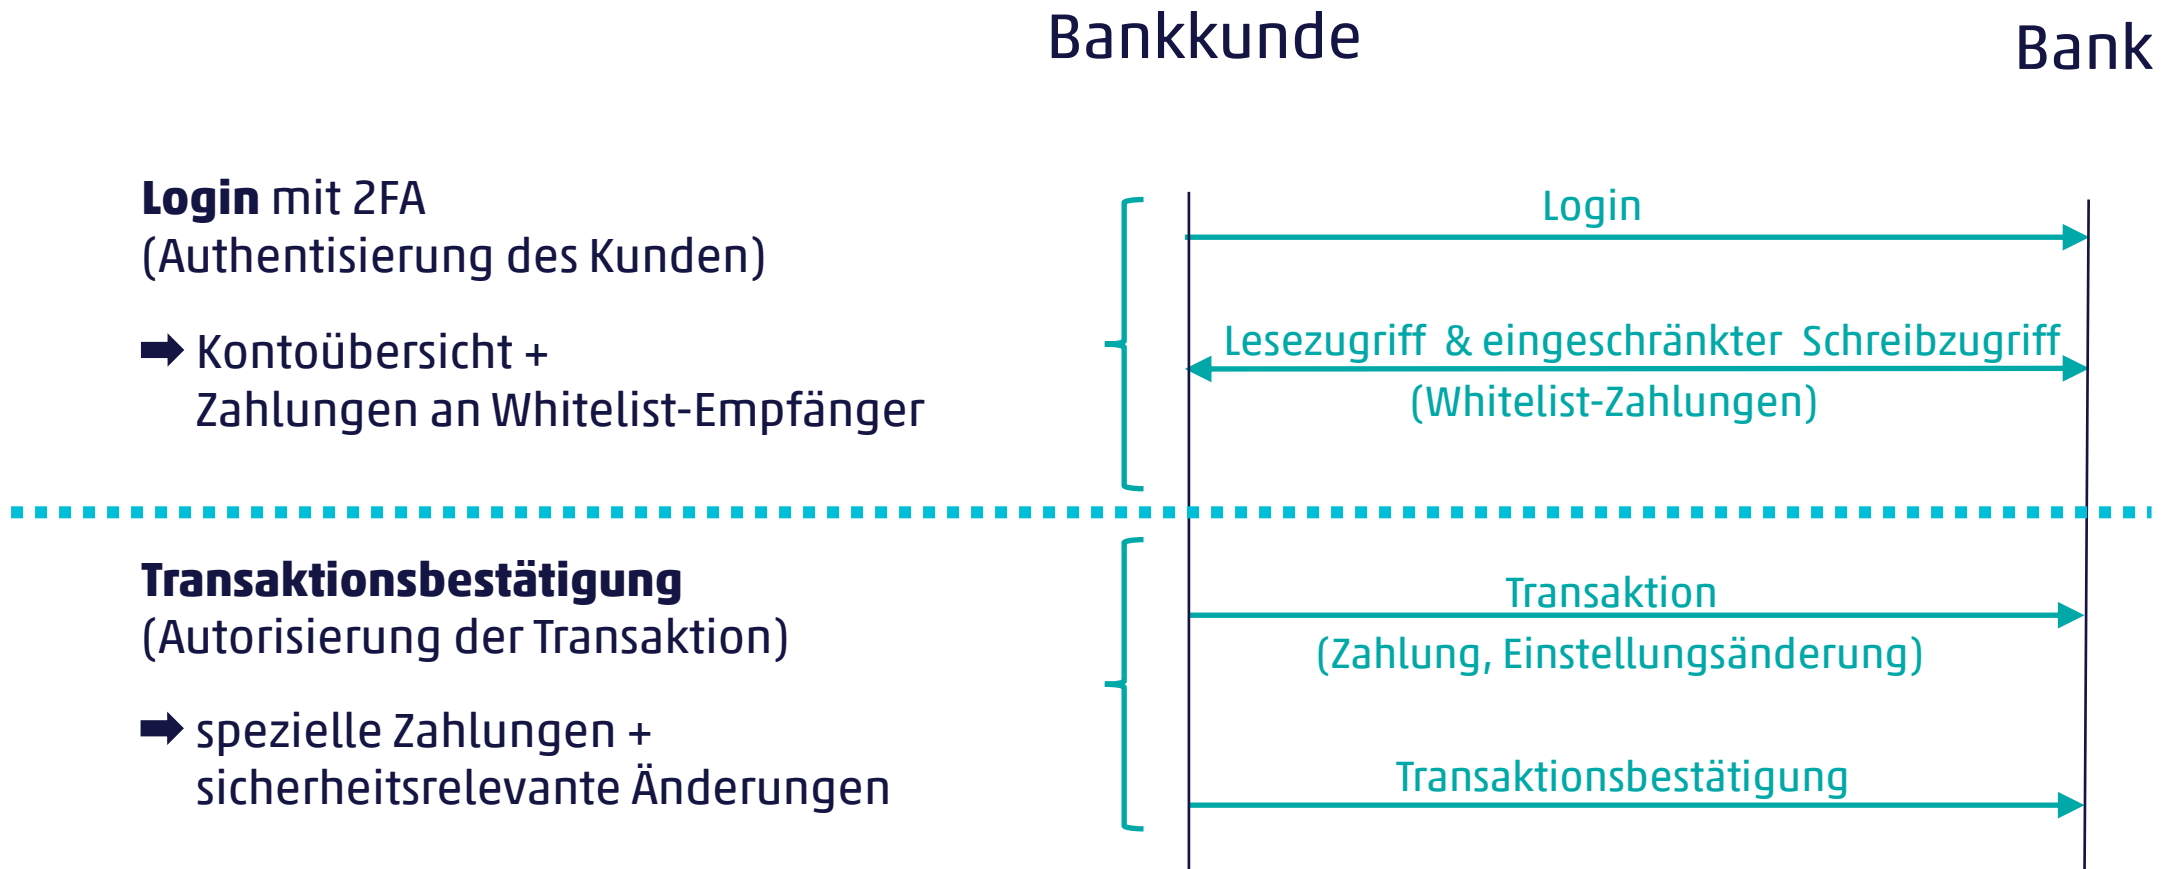 Bankkunde
Bank
Login mit 2FA
(Authentisierung des Kunden)
Kontoübersicht +
Zahlungen an Whitelist-Empfänger
Login
Lesezugriff & eingeschränkter Schreibzugriff
(Whitelist-Zahlungen)
Transaktionsbestätigung
(Autorisierung der Transaktion)
spezielle Zahlungen +
sicherheitsrelevante Änderungen
Transaktion
(Zahlung, Einstellungsänderung)
Transaktionsbestätigung